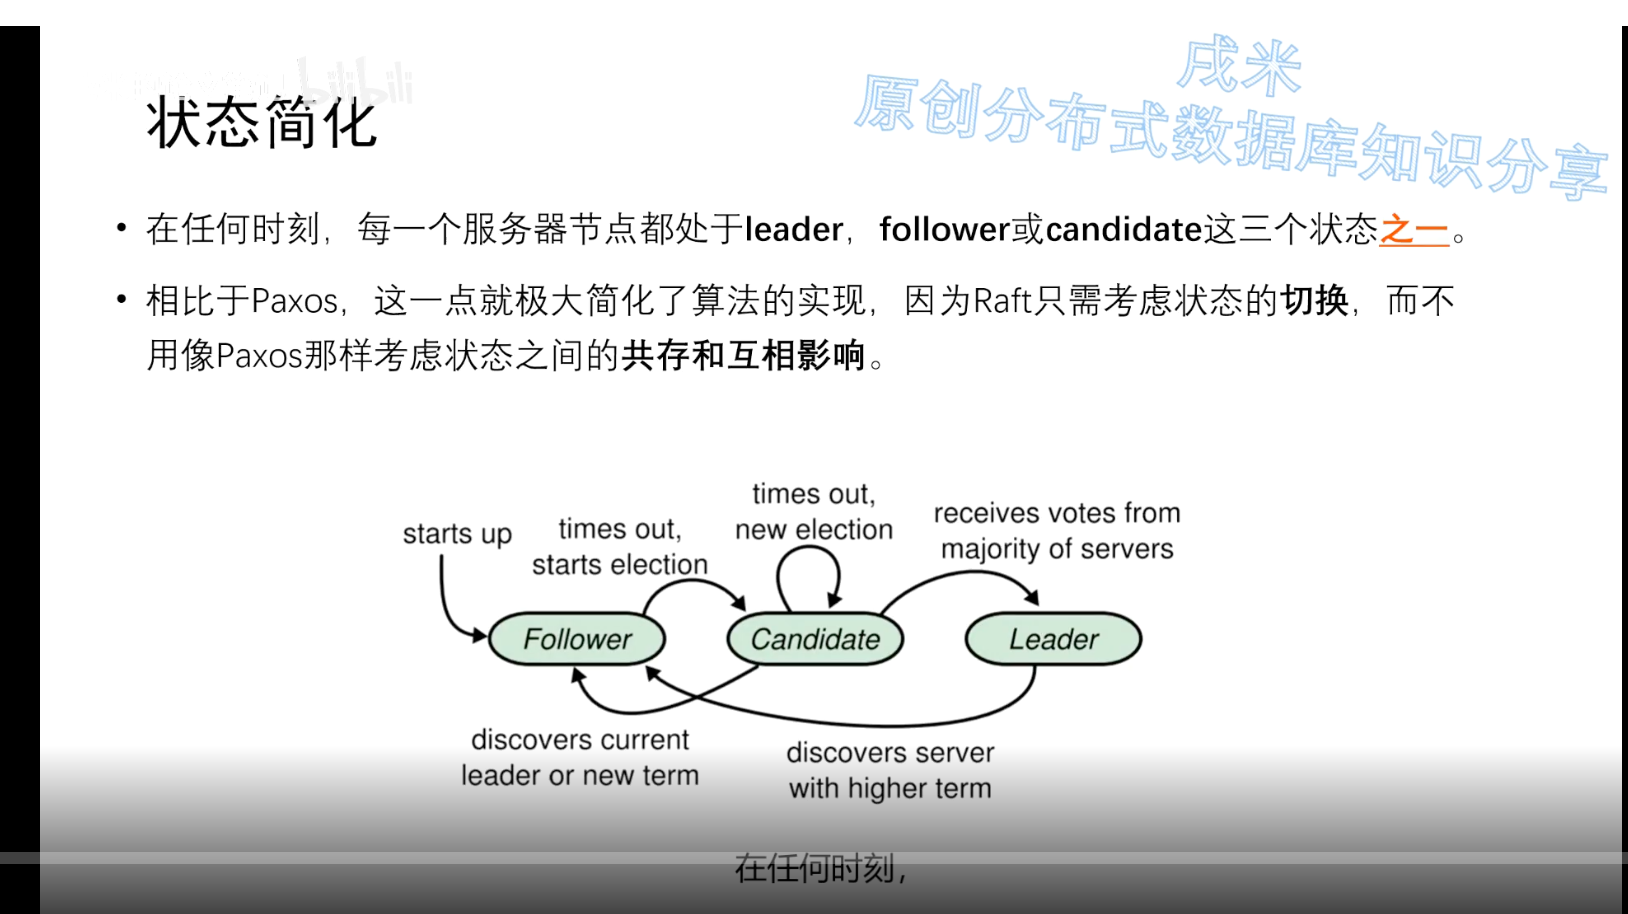 戌米
原创分布式数据库知识分享
bilibili
状态简化
• 在任何时刻，每一个服务器节点都处于leader，follower或candidate这三个状态之一。
• 相比于Paxos，这一点就极大简化了算法的实现，因为Raft只需考虑状态的切换，而不
用像Paxos那样考虑状态之间的共存和互相影响。
starts up
times out,
starts election
times out,
new election
receives votes from
majority of servers
Follower
Candidate
Leader
discovers current
leader or new term
discovers server
with higher term
在任何时刻，